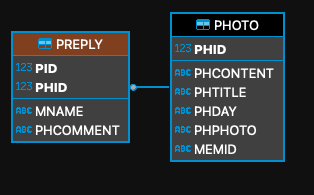 PREPLY
123 PID
123 PHID
ABC MNAME
ABC PHCOMMENT
PHOTO
123 PHID
ABC PHCONTENT
ABC PHTITLE
ABC PHDAY
ABC PHPHOTO
ABC MEMID